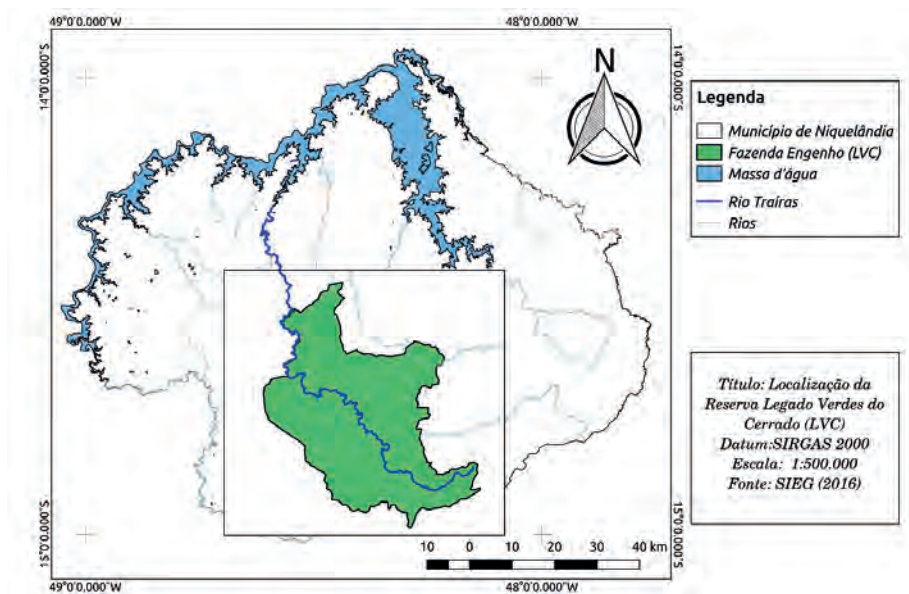 49°0'0.000"W
48°0'0.000"W
14°0'0.000"S
14°0'0.000"S
N
Legenda
Município de Niquelândia
Fazenda Engenho (LVC)
Massa d'água
Rio Traíras
Rios
Título: Localização da
Reserva Legado Verdes do
Cerrado (LVC)
Datum:SIRGAS 2000
Escala: 1:500.000
Fonte: SIEG (2016)
15°0'0.000"S
15°0'0.000"S
10 0 10 20 30 40 km
49°0'0.000"W
48°0'0.000"W